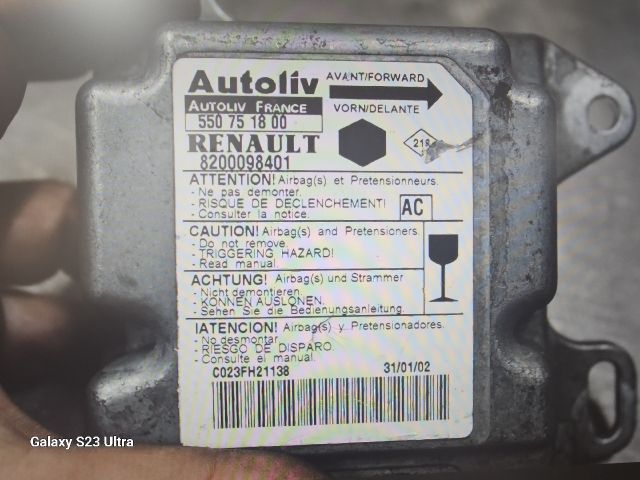 Autoliv
AVANT/FORWARD
AUTOLIV FRANCE
550 75 18 00
VORN/DELANTE
RENAULT
218
8200098401
ATTENTION! Airbag(s) et Pretensionneurs.
- Ne pas demonter.
- RISQUE DE DECLENCHEMENT!
- Consulter la notice.
AC
CAUTION! Airbag(s) and Pretensioners.
- Do not remove.
- TRIGGERING HAZARD!
- Read manual.
ACHTUNG! Airbag(s) und Strammer
- Nicht demontieren.
- KONNEN AUSLONEN.
- Sehen Sie die Bedienungsanleitung.
!ATENCION! Airbag(s) y Pretensionadores.
- No desmontar
- RIESGO DE DISPARO.
- Consulte el manual.
C023FH21138
31/01/02
Galaxy S23 Ultra